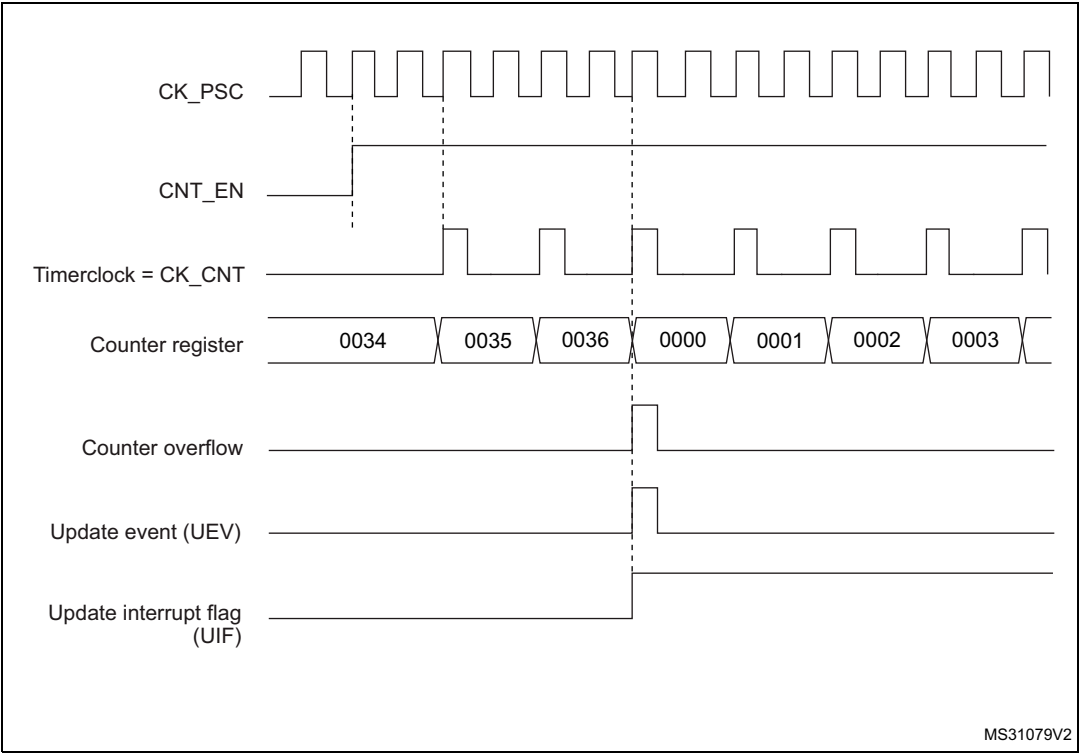 CK_PSC
CNT_EN
Timerclock = CK_CNT
Counter register
0034
0035
0036
0000
0001
0002
0003
Counter overflow
Update event (UEV)
Update interrupt flag
(UIF)
MS31079V2